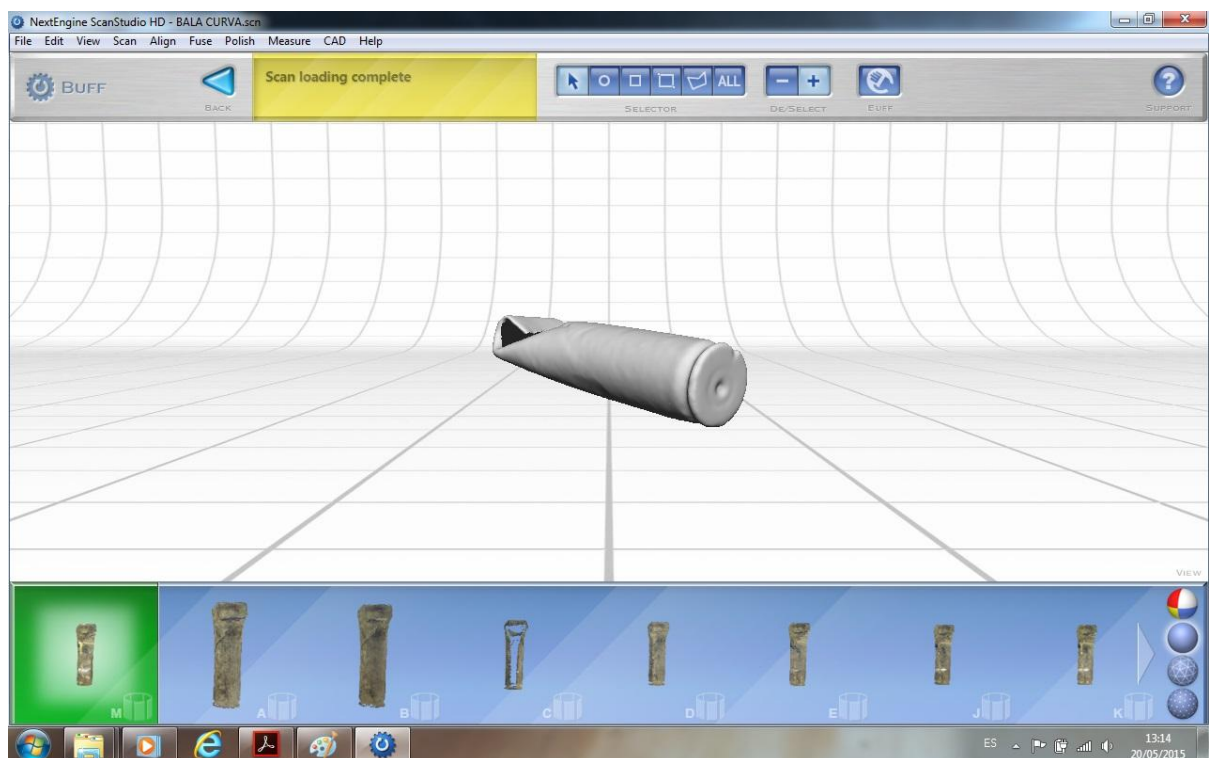 NextEngine ScanStudio HD - BALA CURVA.scn
File Edit View Scan Align Fuse Polish Measure CAD Help
BUFF
BACK
Scan loading complete
ALL
SELECTOR
DE/SELECT
BUFF
SUPPORT
VIEW
M
A
B
C
D
E
J
K
ES
13:14
20/05/2015